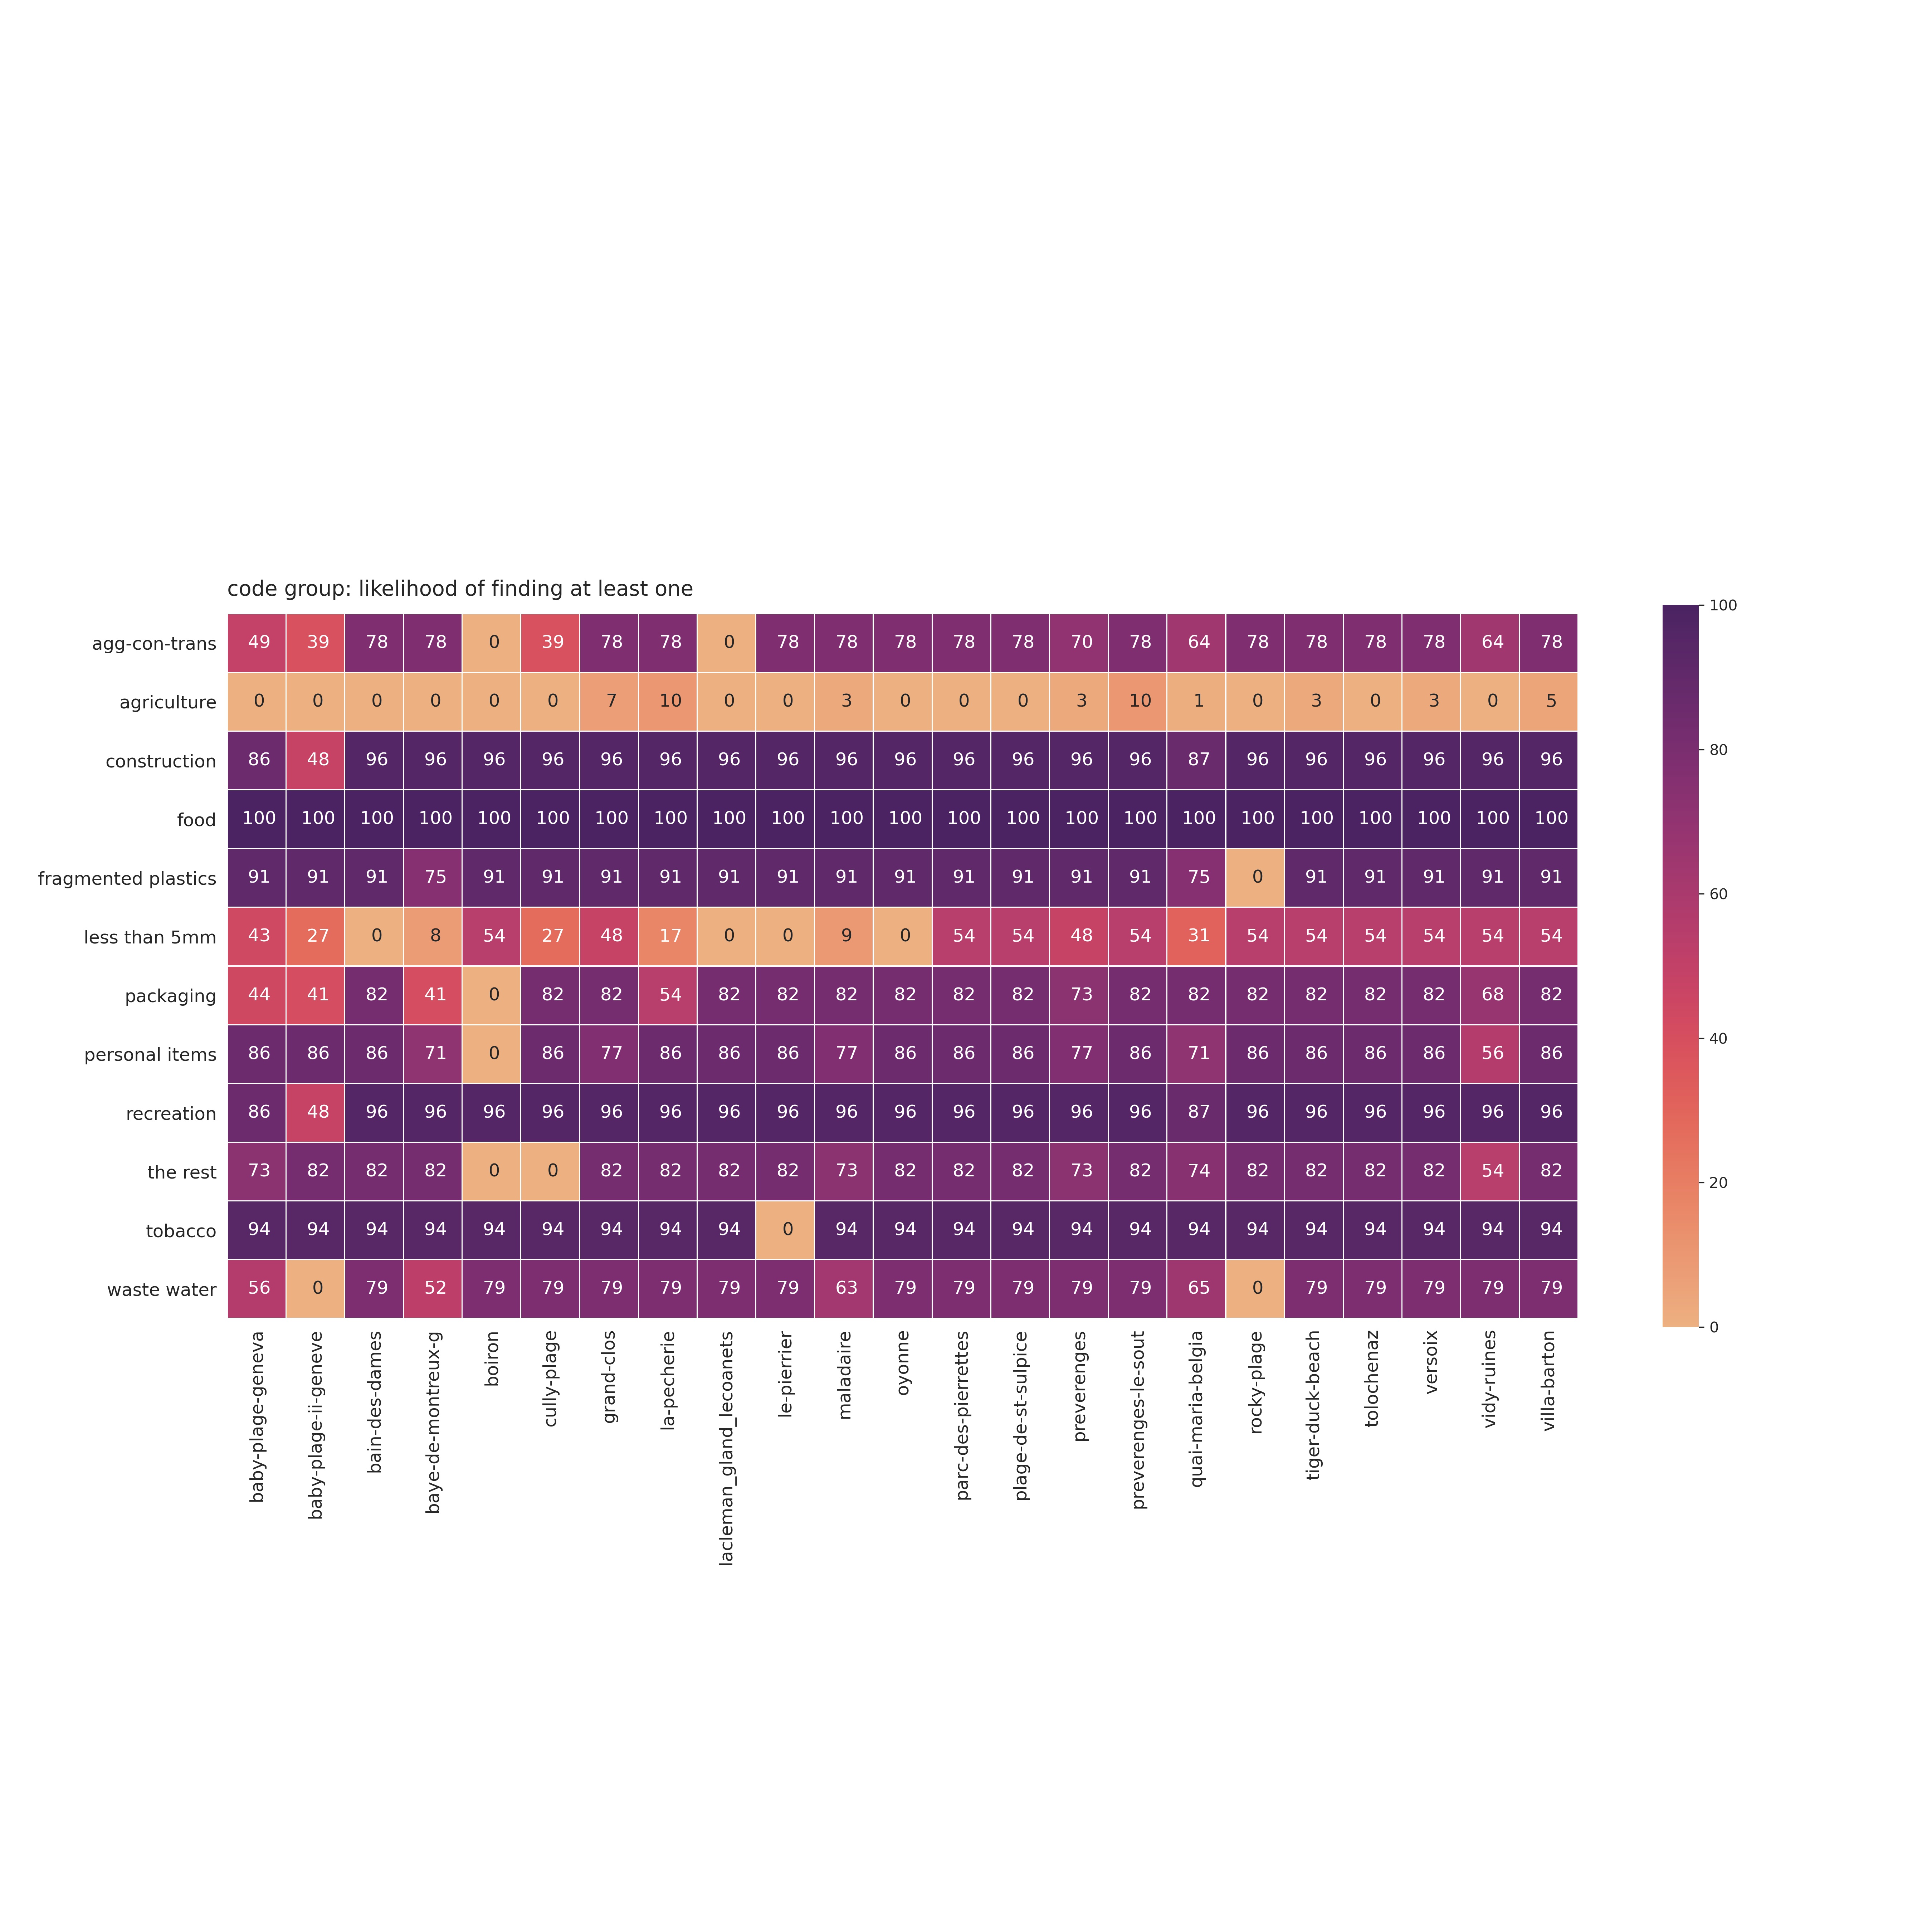 code group: likelihood of finding at least one
agg-con-trans 49 39 78 78 0 39 78 78 0 78 78 78 78 78 70 78 64 78 78 78 78 64 78
agriculture 0 0 0 0 0 0 7 10 0 0 3 0 0 0 3 10 1 0 3 0 3 0 5
construction 86 48 96 96 96 96 96 96 96 96 96 96 96 96 96 96 87 96 96 96 96 96 96
food 100 100 100 100 100 100 100 100 100 100 100 100 100 100 100 100 100 100 100 100 100 100 100
fragmented plastics 91 91 91 75 91 91 91 91 91 91 91 91 91 91 91 91 75 0 91 91 91 91 91
less than 5mm 43 27 0 8 54 27 48 17 0 0 9 0 54 54 48 54 31 54 54 54 54 54 54
packaging 44 41 82 41 0 82 82 54 82 82 82 82 82 82 73 82 82 82 82 82 82 68 82
personal items 86 86 86 71 0 86 77 86 86 86 77 86 86 86 77 86 71 86 86 86 86 56 86
recreation 86 48 96 96 96 96 96 96 96 96 96 96 96 96 96 96 87 96 96 96 96 96 96
the rest 73 82 82 82 0 0 82 82 82 82 73 82 82 82 73 82 74 82 82 82 82 54 82
tobacco 94 94 94 94 94 94 94 94 94 0 94 94 94 94 94 94 94 94 94 94 94 94 94
waste water 56 0 79 52 79 79 79 79 79 79 63 79 79 79 79 79 65 0 79 79 79 79 79
baby-plage-geneva
baby-plage-ii-geneve
bain-des-dames
baye-de-montreux-g
boiron
cully-plage
grand-clos
la-pecherie
lacleman_gland_lecoanets
le-pierrier
maladaire
oyonne
parc-des-pierrettes
plage-de-st-sulpice
preverenges
preverenges-le-sout
quai-maria-belgia
rocky-plage
tiger-duck-beach
tolochenaz
versoix
vidy-ruines
villa-barton
100
80
60
40
20
0